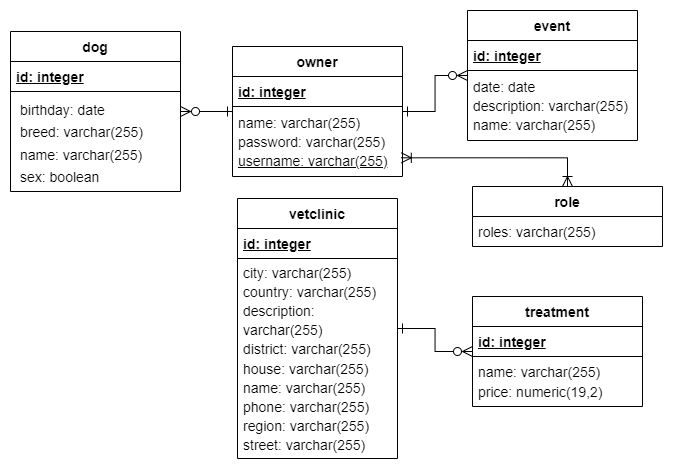 dog
id: integer
birthday: date
breed: varchar(255)
name: varchar(255)
sex: boolean
owner
id: integer
name: varchar(255)
password: varchar(255)
username: varchar(255)
event
id: integer
date: date
description: varchar(255)
name: varchar(255)
role
roles: varchar(255)
vetclinic
id: integer
city: varchar(255)
country: varchar(255)
description:
varchar(255)
district: varchar(255)
house: varchar(255)
name: varchar(255)
phone: varchar(255)
region: varchar(255)
street: varchar(255)
treatment
id: integer
name: varchar(255)
price: numeric(19,2)